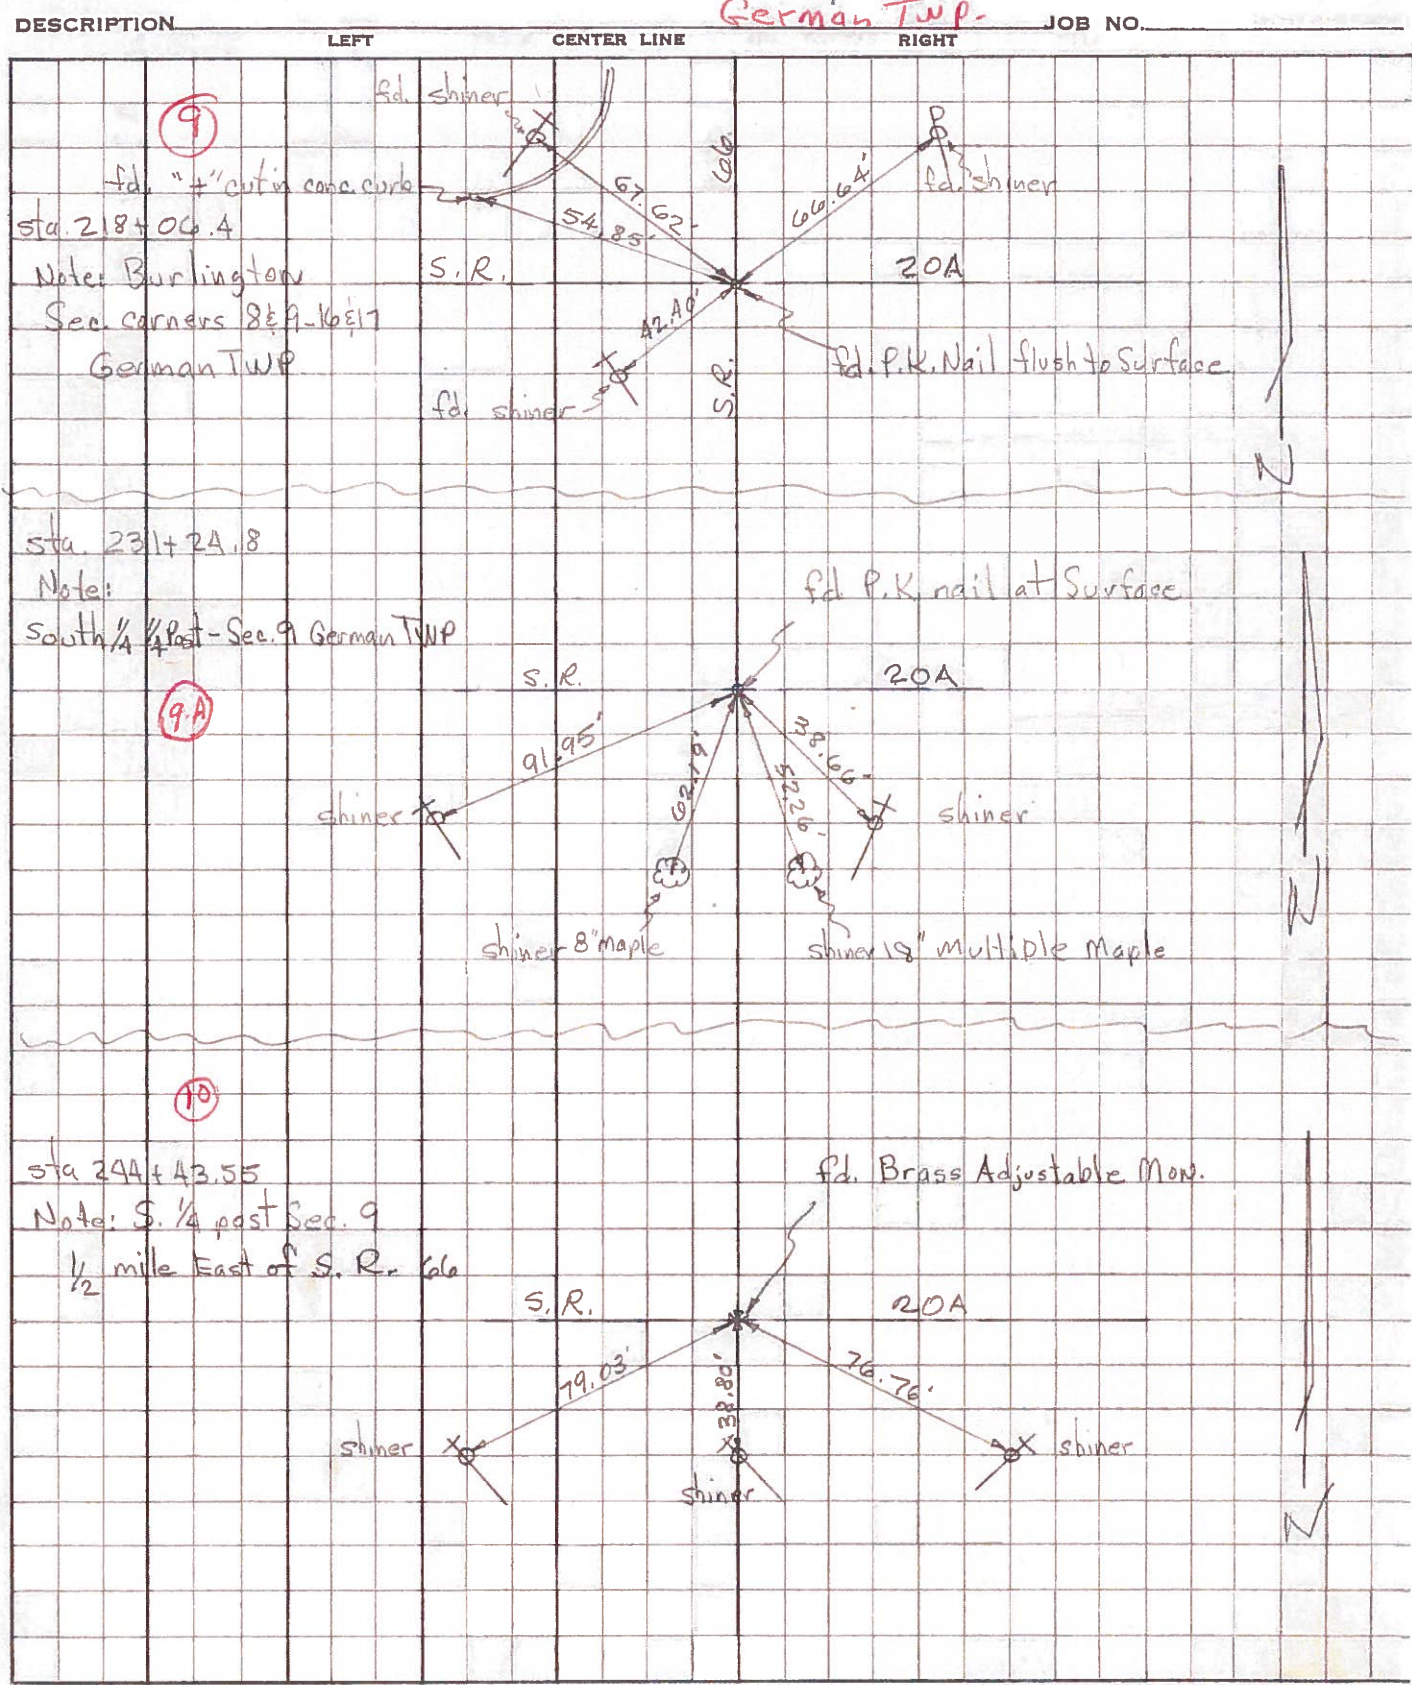 German TWP.
DESCRIPTION
JOB NO.
LEFT
CENTER LINE
RIGHT
9
fd. shiner
P
fd. "+" cut in conc. curb
66.
67.62'
66.64'
fd. shiner
sta. 218+06.4
54.85'
Note: Burlington
S.R.
20A
Sec. corners 8 & 9-16 & 17
42.40'
German TWP
S.R.
fd. P.K. Nail flush to Surface
fd. shiner
N
sta. 231+24.8
Note:
fd P.K nail at Surface
South 1/4 1/4 Post - Sec. 9 German TWP
S.R.
20A
9-A
91.95'
62.19'
52.26'
38.66'
shiner
shiner
N
shiner 8" maple
shiner 18" Multiple Maple
10
sta 244+43.55
fd. Brass Adjustable Mon.
Note: S. 1/4 post Sec. 9
1/2 mile East of S. R. 66
S.R.
20A
79.03'
38.80'
76.76'
shiner
shiner
shiner
N